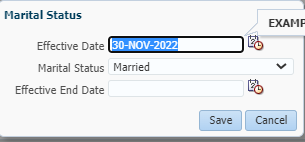 Marital Status
EXAMP
Effective Date 30-NOV-2022
Marital Status Married
Effective End Date
Save Cancel